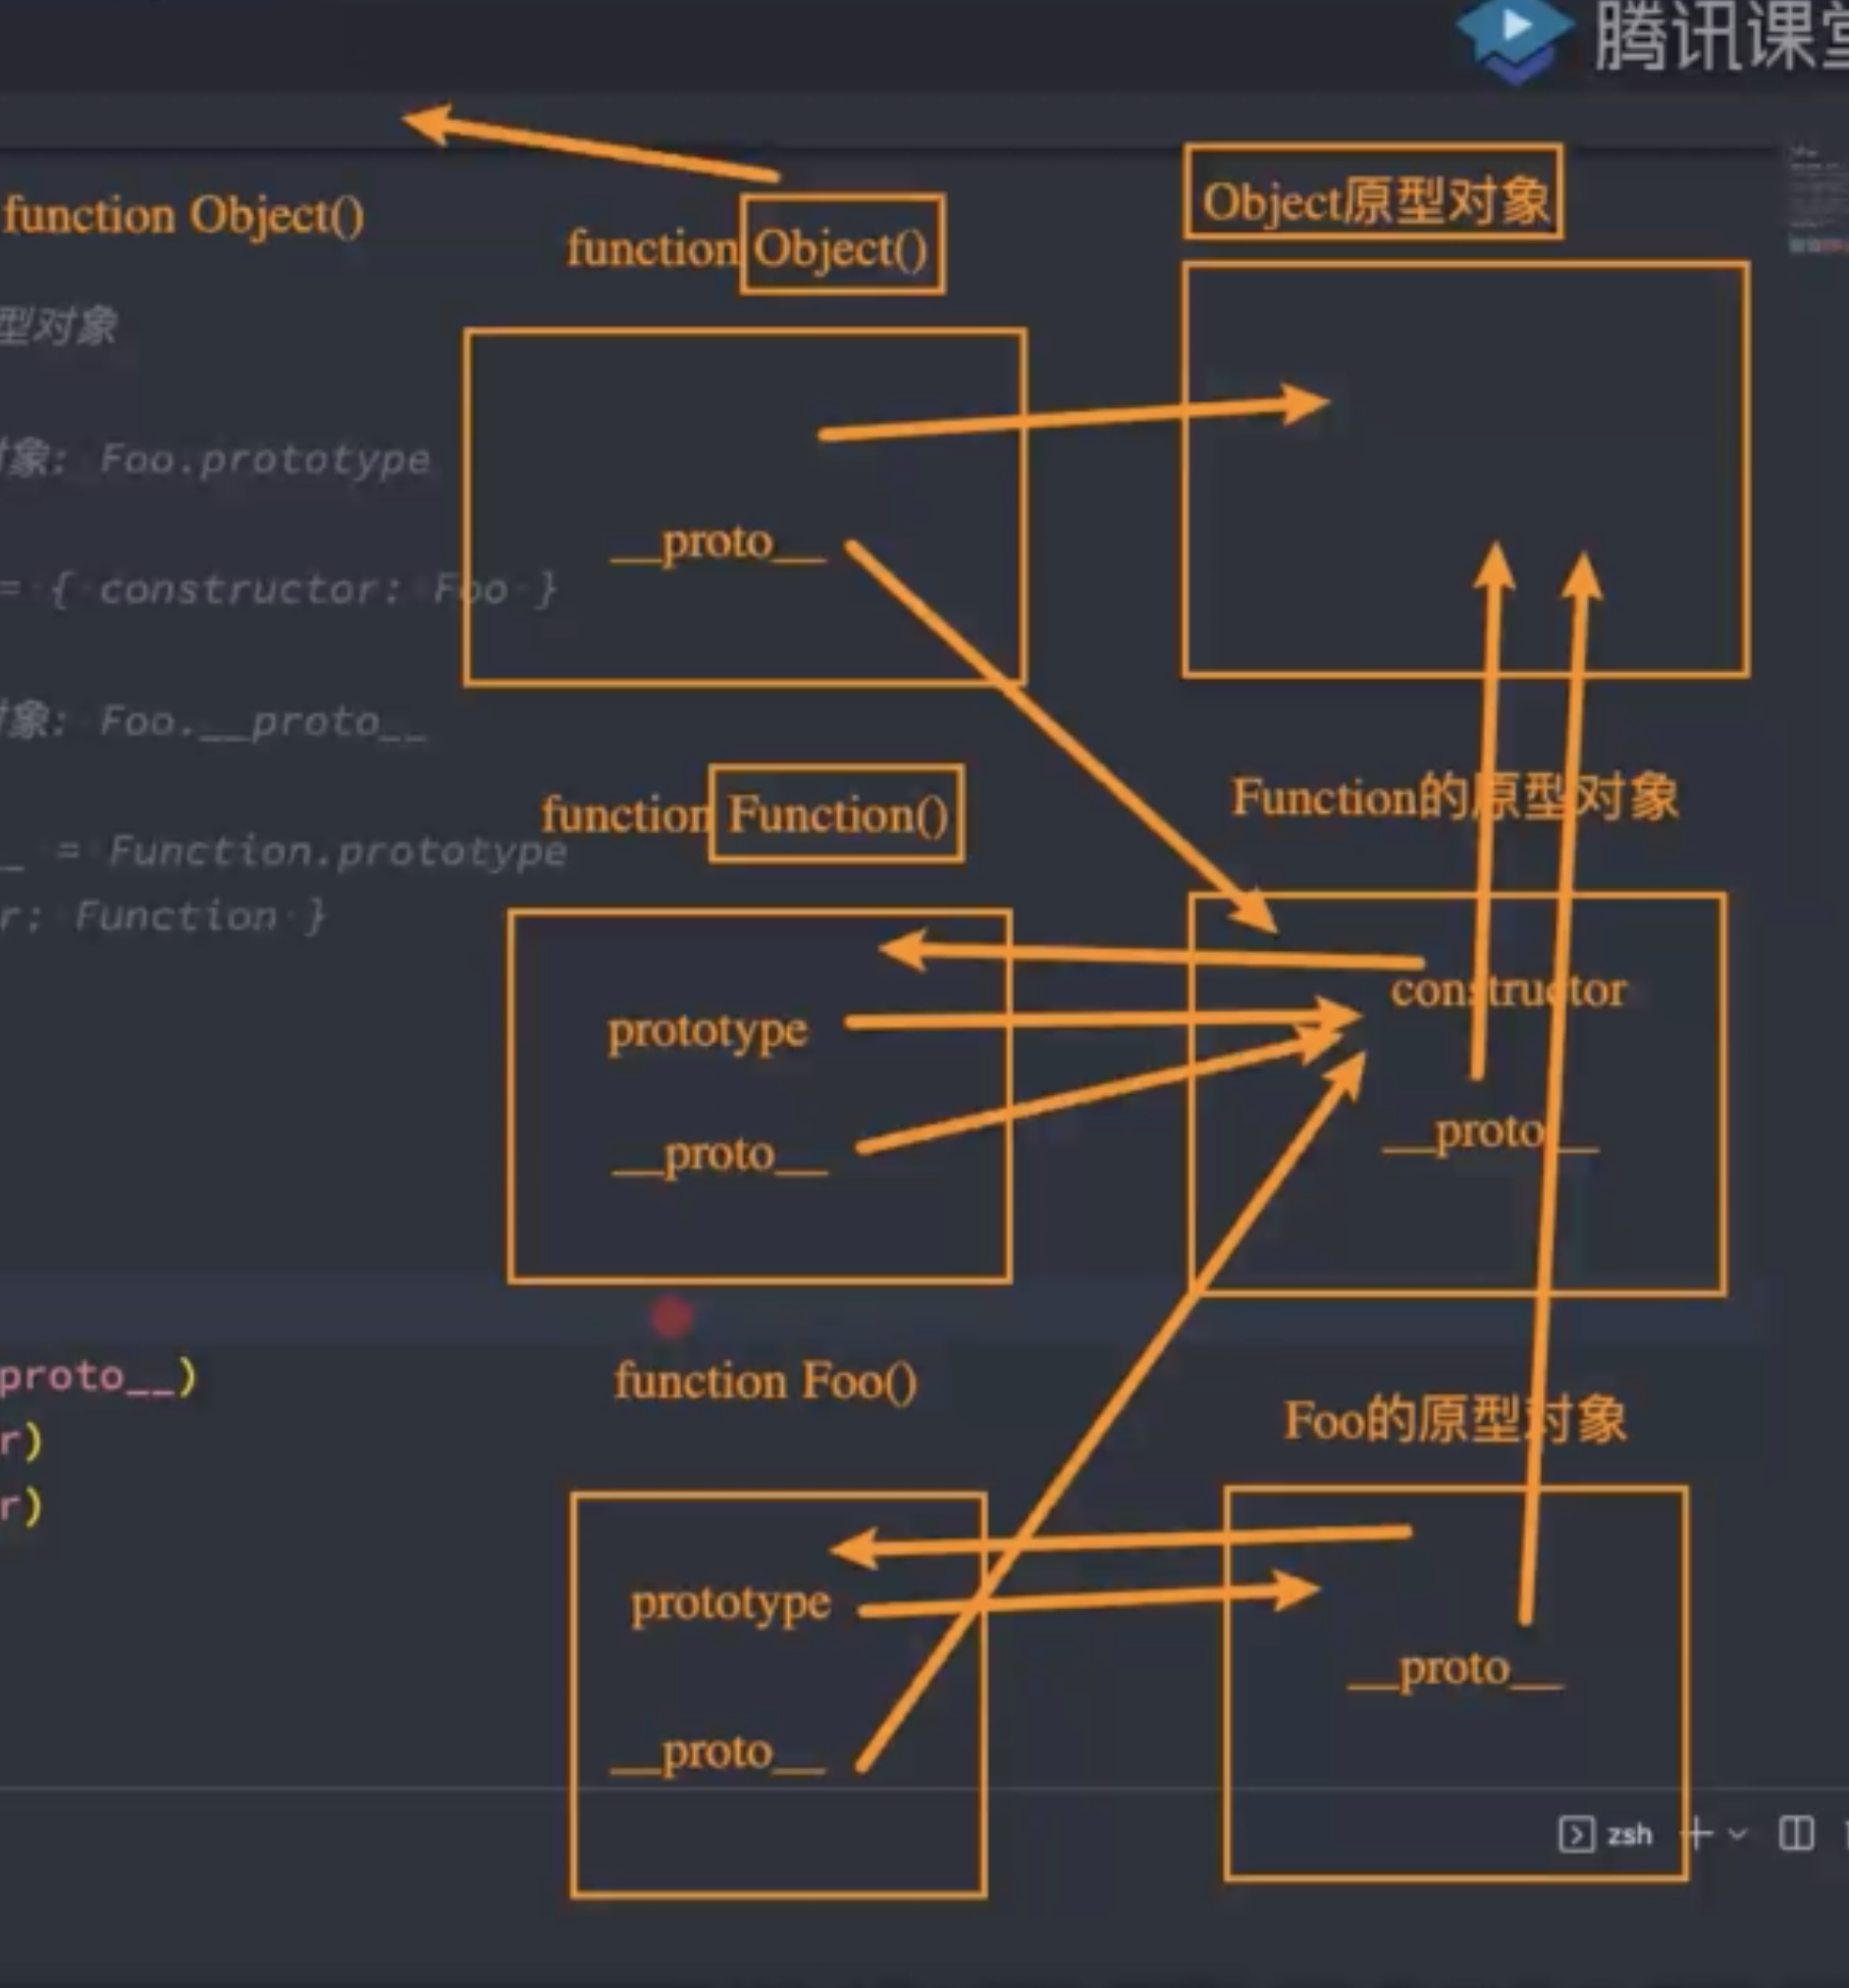 腾讯课堂
function Object()
function Object()
Object原型对象
型对象
对象: Foo.prototype
__proto__
= { constructor: Foo }
对象: Foo.__proto__
Function的原型对象
function Function()
__ = Function.prototype
r: Function }
constructor
prototype
__proto__
__proto__
proto__)
function Foo()
Foo的原型对象
r)
r)
prototype
__proto__
__proto__
zsh